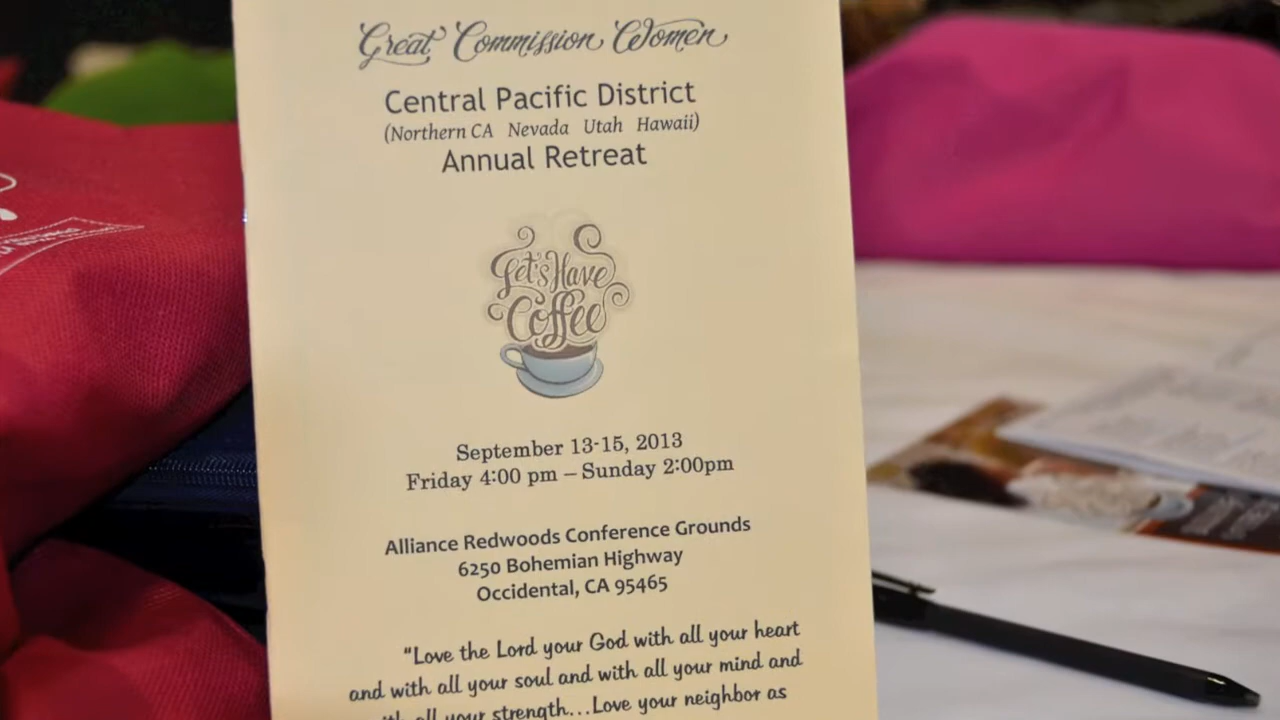 Great Commission Women
Central Pacific District
(Northern CA Nevada Utah Hawaii)
Annual Retreat
Let's Have
Coffee
September 13-15, 2013
Friday 4:00 pm – Sunday 2:00pm
Alliance Redwoods Conference Grounds
6250 Bohemian Highway
Occidental, CA 95465
"Love the Lord your God with all your heart
and with all your soul and with all your mind and
with all your strength...Love your neighbor as